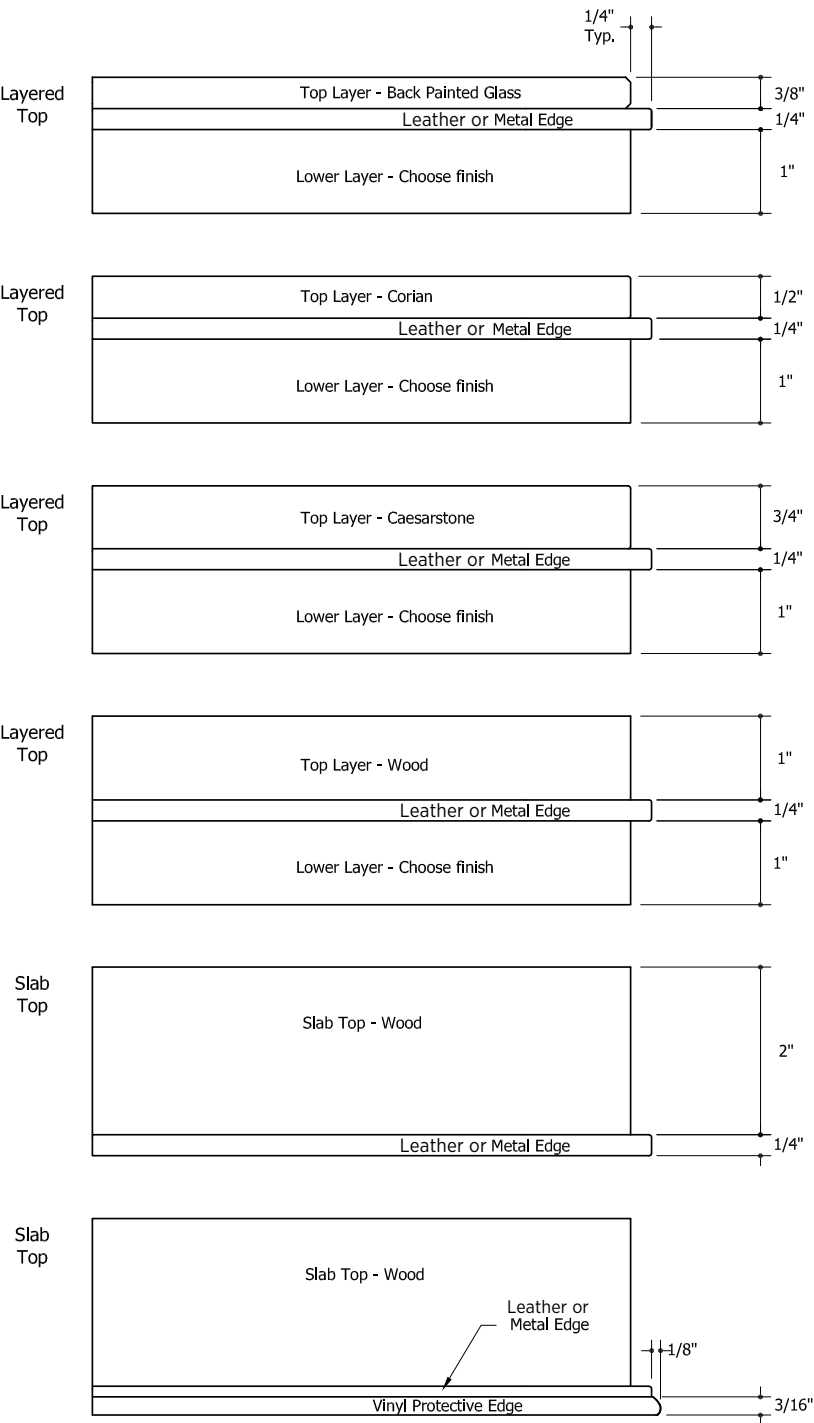 1/4"
Typ.
Layered
Top
Top Layer - Back Painted Glass
3/8"
Leather or Metal Edge
1/4"
Lower Layer - Choose finish
1"
Layered
Top
Top Layer - Corian
1/2"
Leather or Metal Edge
1/4"
Lower Layer - Choose finish
1"
Layered
Top
Top Layer - Caesarstone
3/4"
Leather or Metal Edge
1/4"
Lower Layer - Choose finish
1"
Layered
Top
Top Layer - Wood
1"
Leather or Metal Edge
1/4"
Lower Layer - Choose finish
1"
Slab
Top
Slab Top - Wood
2"
Leather or Metal Edge
1/4"
Slab
Top
Slab Top - Wood
Leather or
Metal Edge
1/8"
Vinyl Protective Edge
3/16"